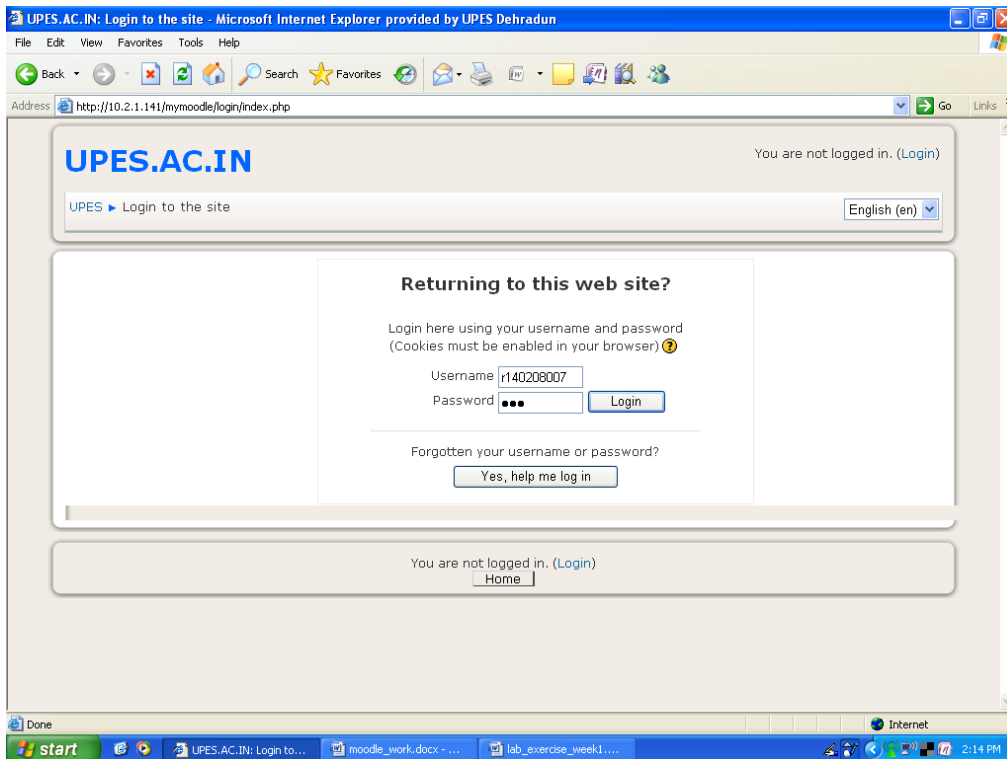 UPES.AC.IN: Login to the site - Microsoft Internet Explorer provided by UPES Dehradun
File Edit View Favorites Tools Help
Back Search Favorites
Address http://10.2.1.141/mymoodle/login/index.php Go Links
UPES.AC.IN
You are not logged in. (Login)
UPES ► Login to the site
English (en)
Returning to this web site?
Login here using your username and password
(Cookies must be enabled in your browser) ?
Username r140208007
Password ●●● Login
Forgotten your username or password?
Yes, help me log in
You are not logged in. (Login)
Home
Done Internet
start UPES.AC.IN: Login to... moodle_work.docx - ... lab_exercise_week1.... 2:14 PM